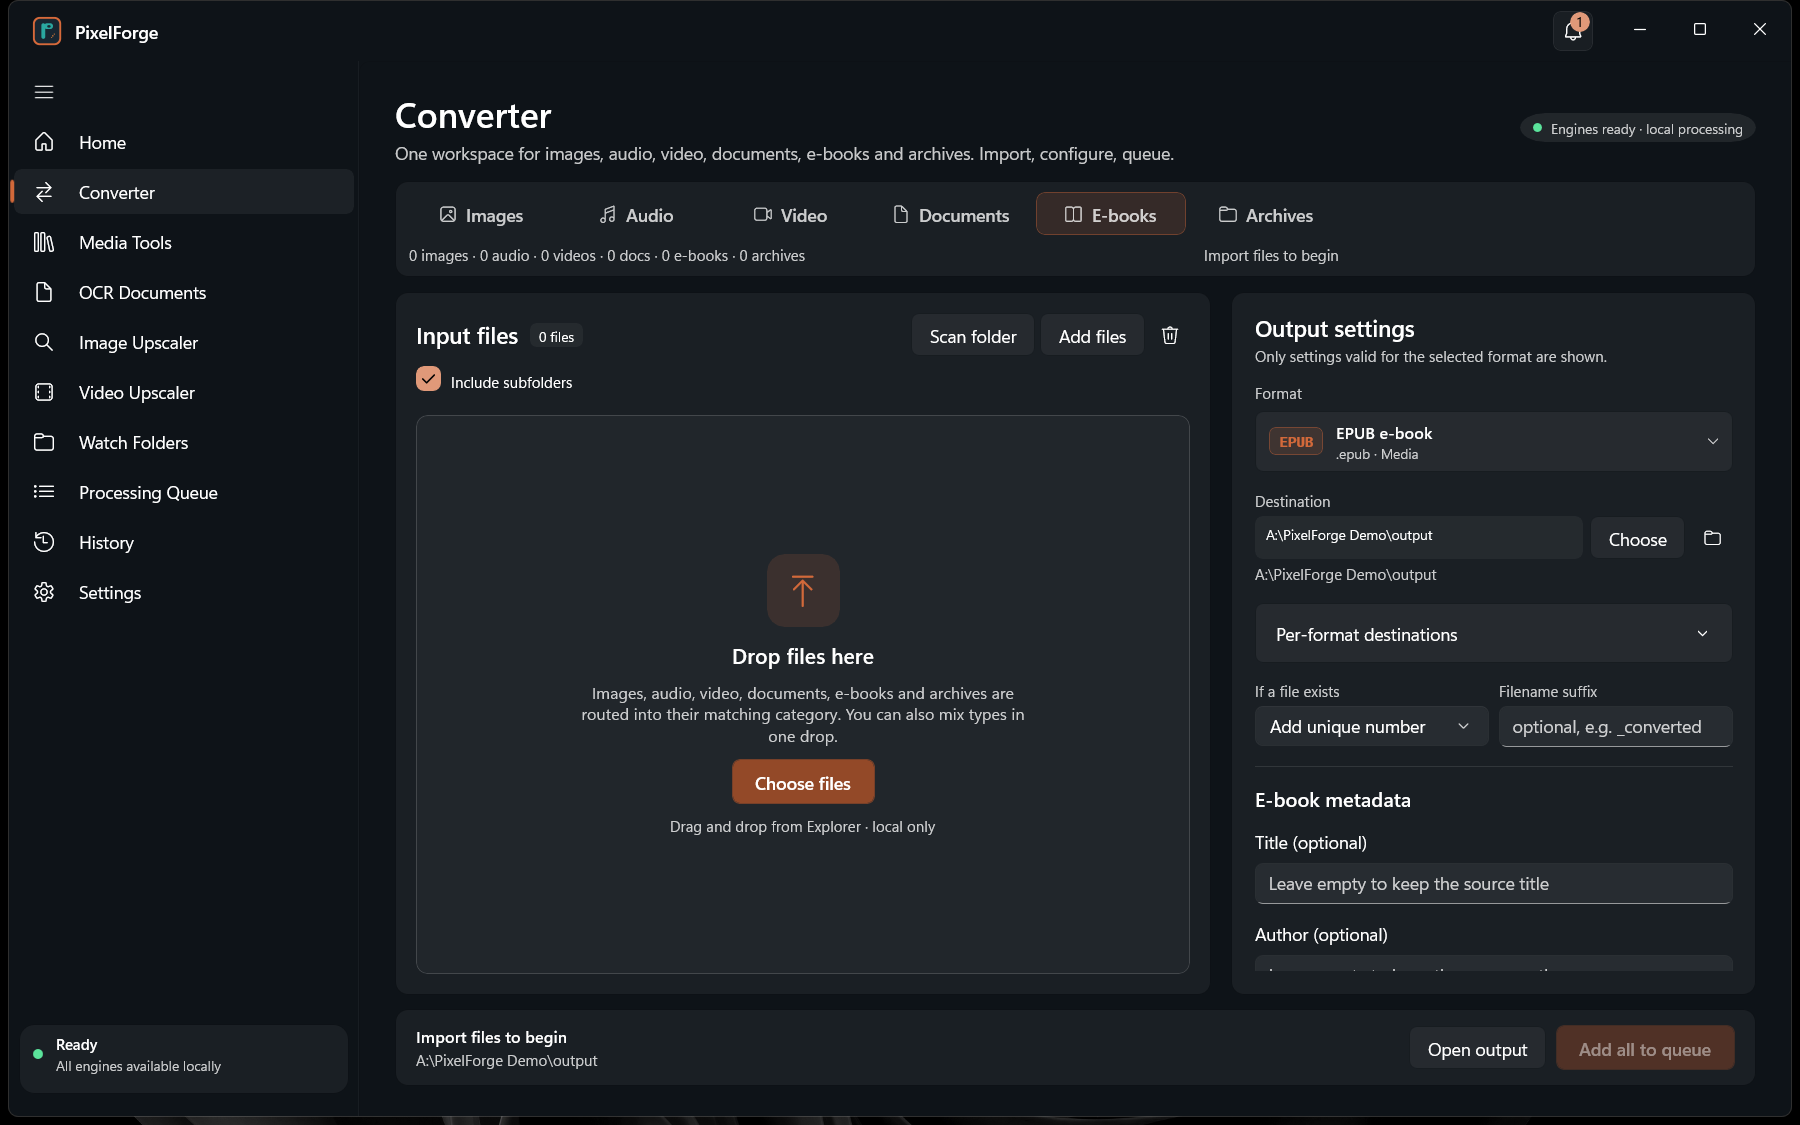 PixelForge
1
Home
Converter
Media Tools
OCR Documents
Image Upscaler
Video Upscaler
Watch Folders
Processing Queue
History
Settings
Ready
All engines available locally
Converter
One workspace for images, audio, video, documents, e-books and archives. Import, configure, queue.
Engines ready · local processing
Images
Audio
Video
Documents
E-books
Archives
0 images · 0 audio · 0 videos · 0 docs · 0 e-books · 0 archives
Import files to begin
Input files
0 files
Scan folder
Add files
Include subfolders
Drop files here
Images, audio, video, documents, e-books and archives are
routed into their matching category. You can also mix types in
one drop.
Choose files
Drag and drop from Explorer · local only
Output settings
Only settings valid for the selected format are shown.
Format
EPUB
EPUB e-book
.epub · Media
Destination
A:\PixelForge Demo\output
Choose
A:\PixelForge Demo\output
Per-format destinations
If a file exists
Filename suffix
Add unique number
optional, e.g. _converted
E-book metadata
Title (optional)
Leave empty to keep the source title
Author (optional)
Import files to begin
A:\PixelForge Demo\output
Open output
Add all to queue